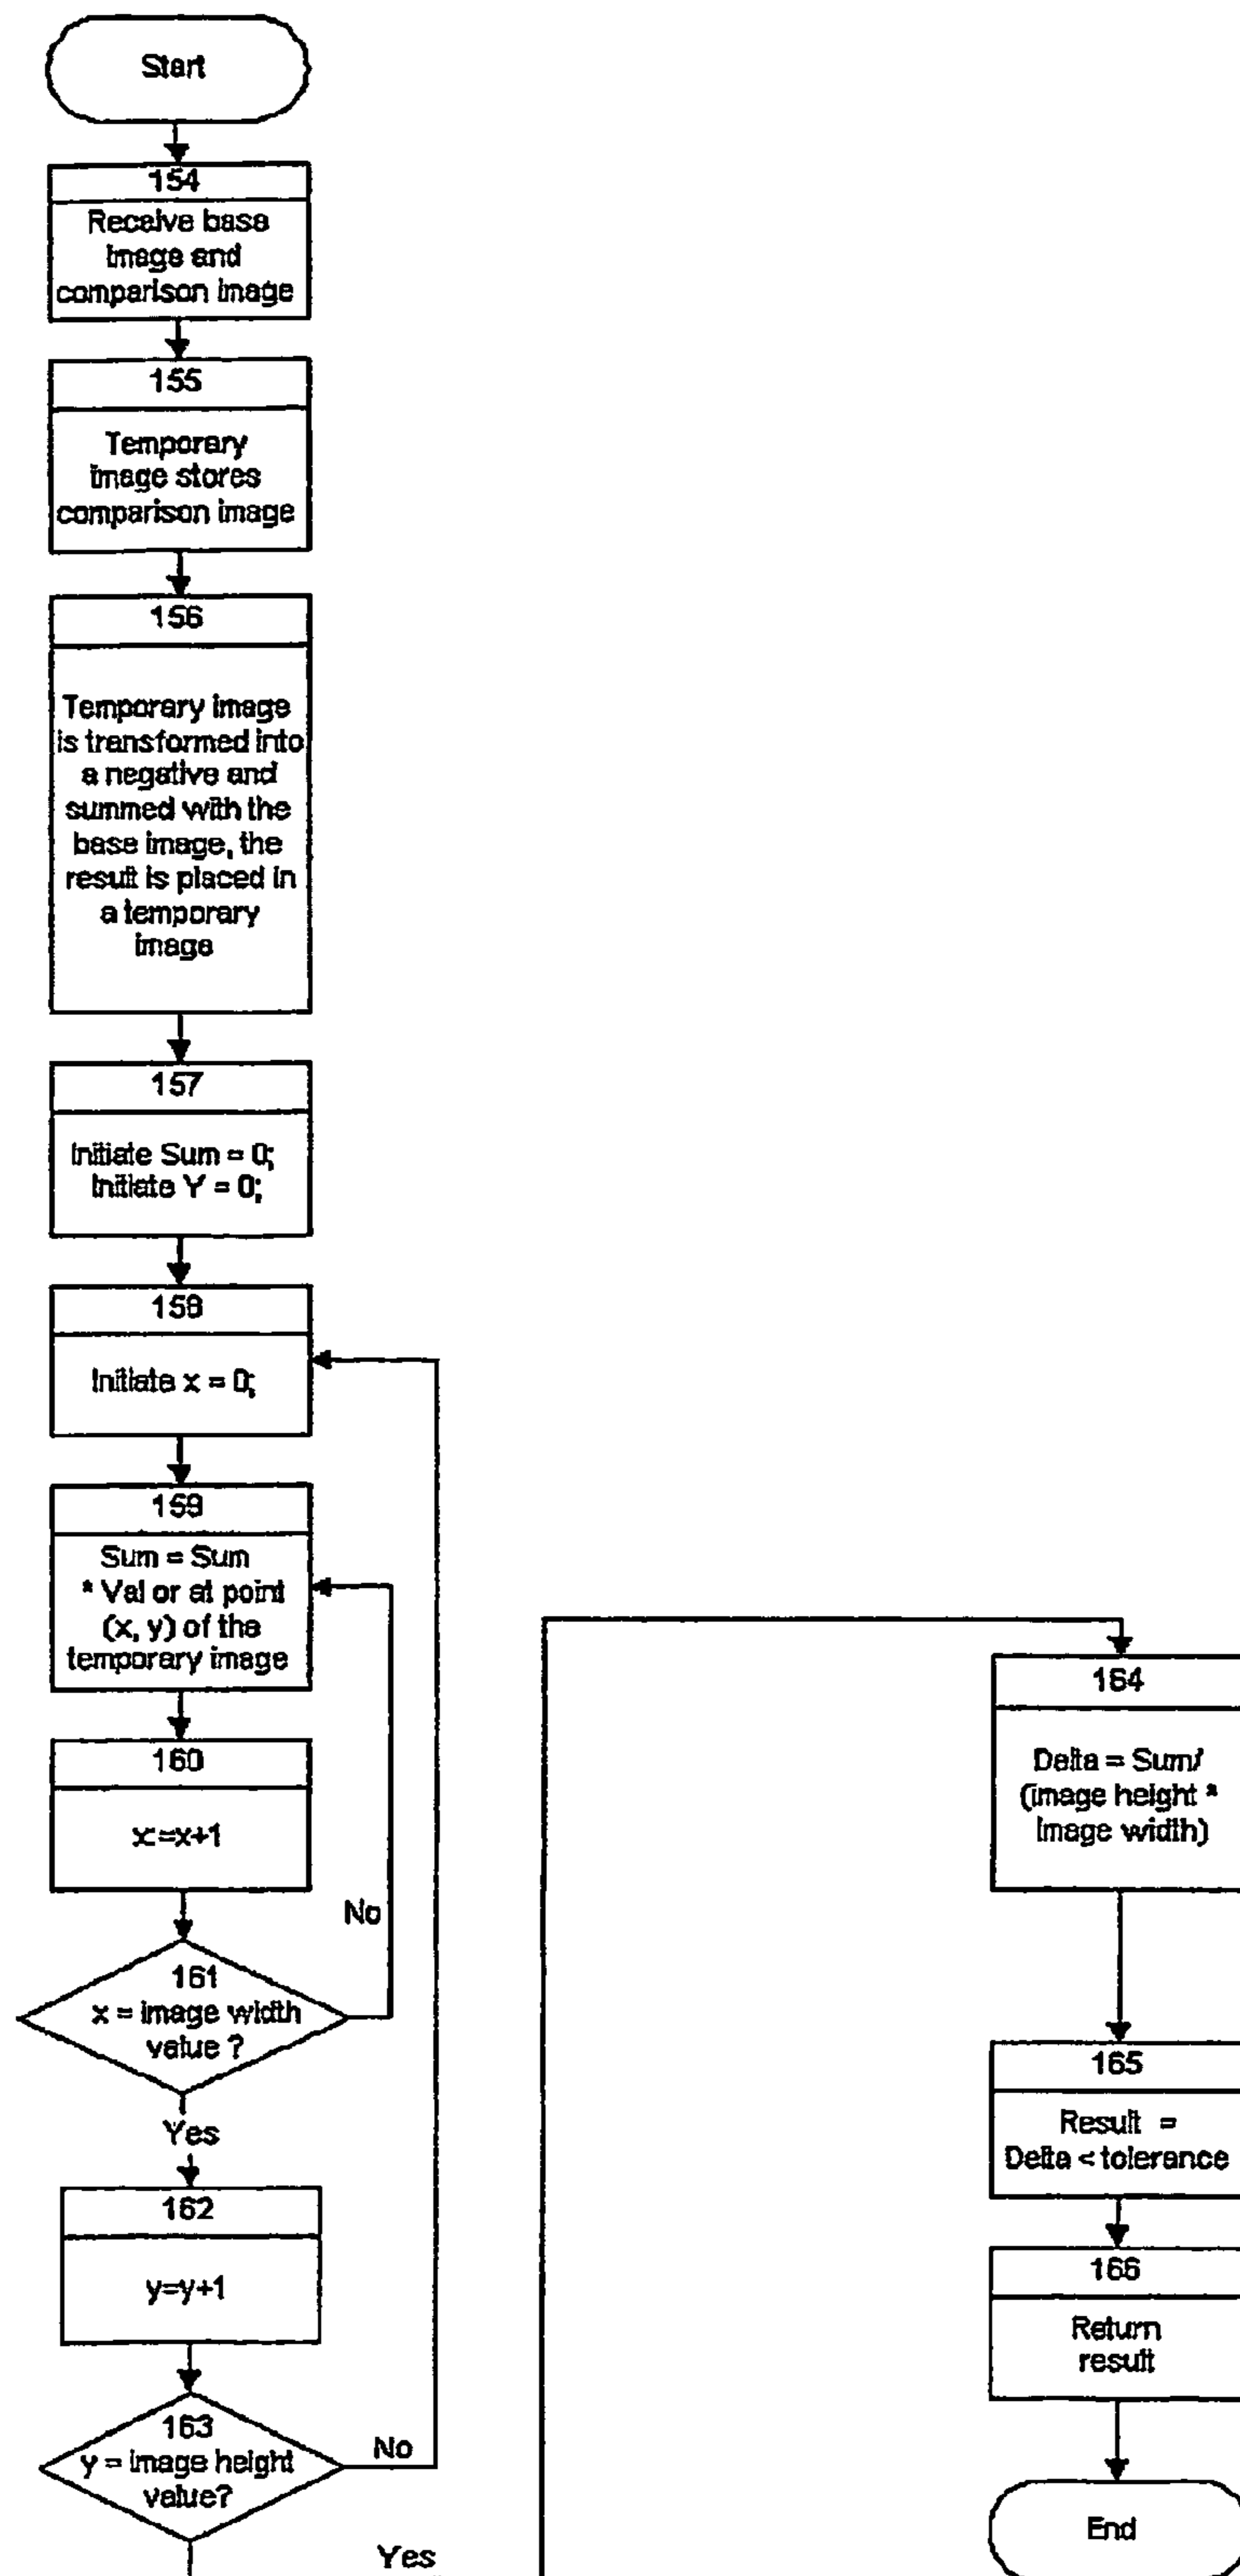 Start
154
Receive base
image and
comparison image
155
Temporary
image stores
comparison image
156
Temporary image
is transformed into
a negative and
summed with the
base image, the
result is placed in
a temporary
image
157
Initiate Sum = 0;
Initiate Y = 0;
158
Initiate x = 0;
159
Sum = Sum
* Val or at point
(x, y) of the
temporary image
160
x=x+1
No
161
x = image width
value ?
Yes
162
y=y+1
163
y = image height
value?
No
Yes
164
Delta = Sum/
(image height *
image width)
165
Result =
Delta < tolerance
166
Return
result
End